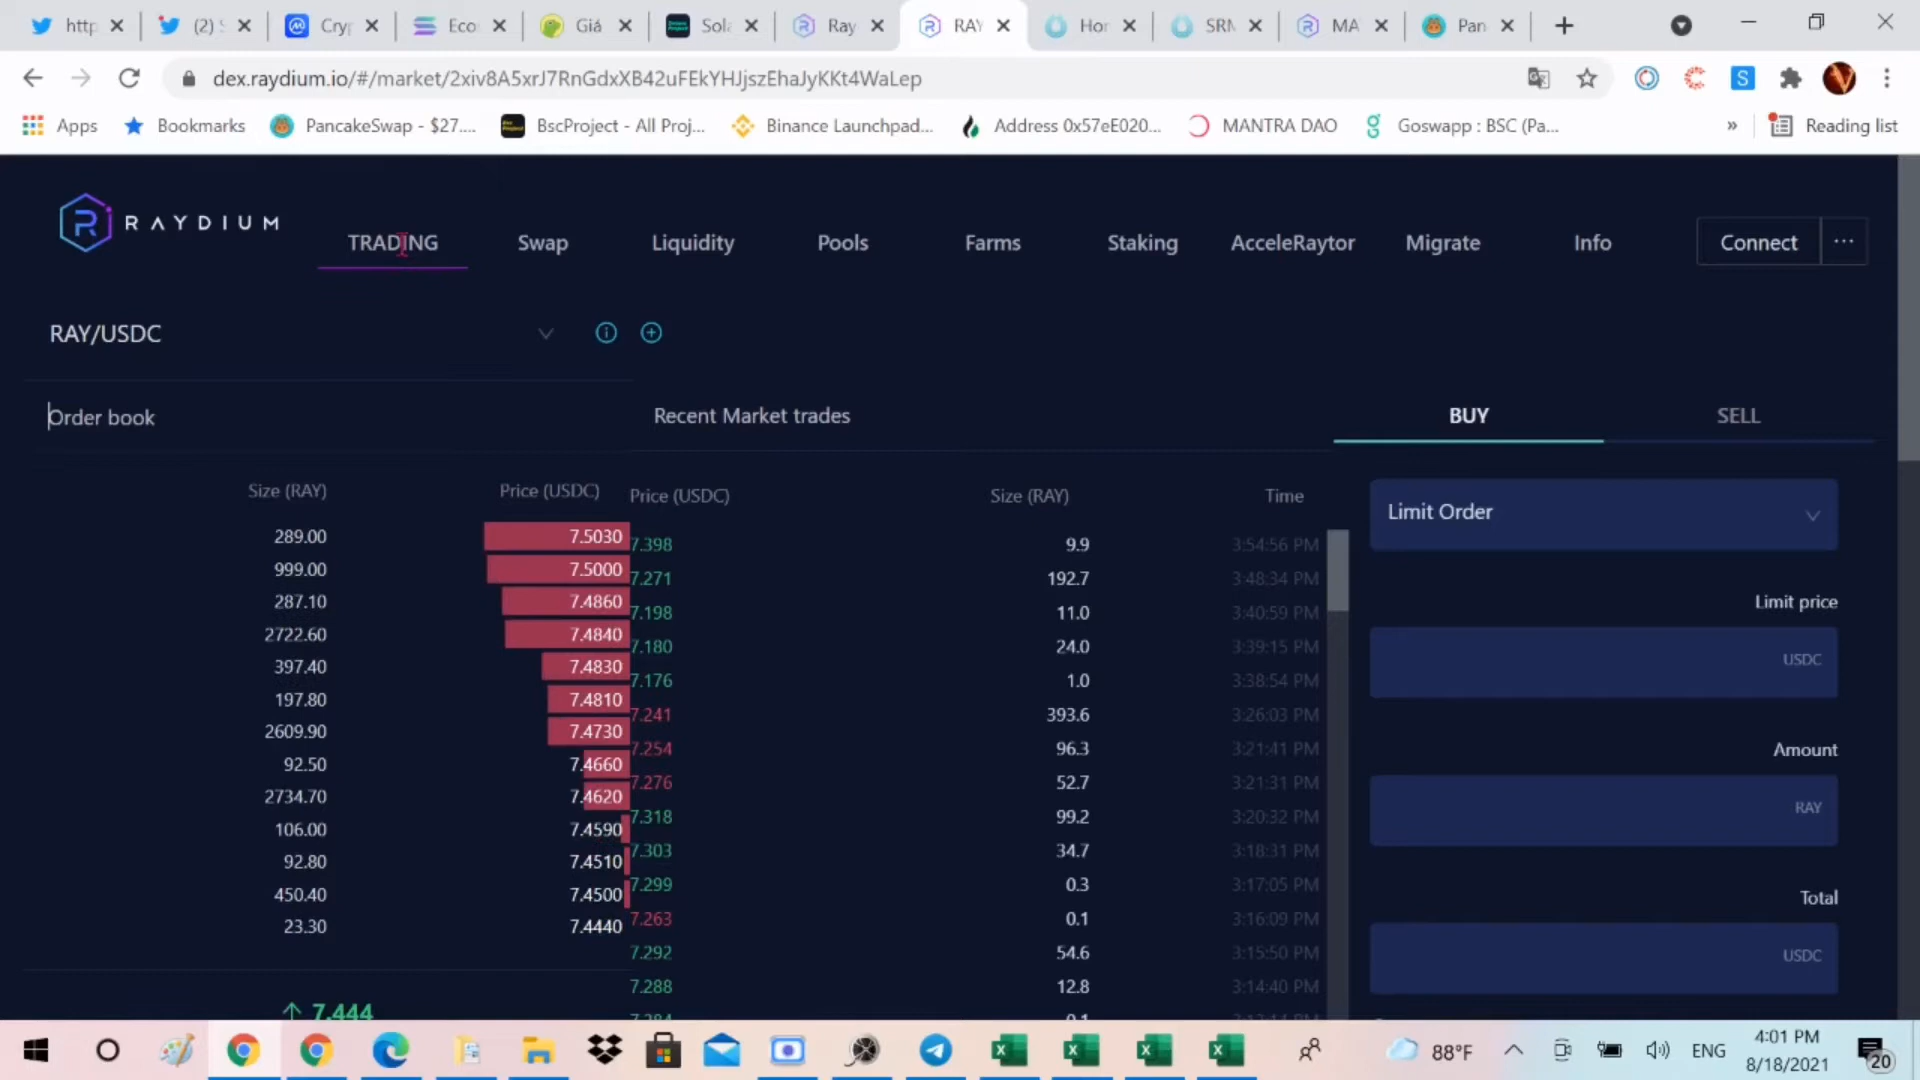 http
(2)
Cryp
Eco
Giá
Sola
Ray
RAY
Hor
SRM
MA
Pan
dex.raydium.io/#/market/2xiv8A5xrJ7RnGdxXB42uFEkYHJjszEhaJyKKt4WaLep
Apps
Bookmarks
PancakeSwap - $27....
BscProject - All Proj...
Binance Launchpad...
Address 0x57eE020...
MANTRA DAO
Goswapp : BSC (Pa...
»
Reading list
RAYDIUM
TRADING
Swap
Liquidity
Pools
Farms
Staking
AcceleRaytor
Migrate
Info
Connect
...
RAY/USDC
Order book
Recent Market trades
BUY
SELL
Size (RAY) Price (USDC)
289.00 7.5030
999.00 7.5000
287.10 7.4860
2722.60 7.4840
397.40 7.4830
197.80 7.4810
2609.90 7.4730
92.50 7.4660
2734.70 7.4620
106.00 7.4590
92.80 7.4510
450.40 7.4500
23.30 7.4440
↑ 7.444
Price (USDC) Size (RAY) Time
7.398 9.9 3:54:56 PM
7.271 192.7 3:48:34 PM
7.198 11.0 3:40:59 PM
7.180 24.0 3:39:15 PM
7.176 1.0 3:38:54 PM
7.241 393.6 3:26:03 PM
7.254 96.3 3:21:41 PM
7.276 52.7 3:21:31 PM
7.318 99.2 3:20:32 PM
7.303 34.7 3:18:31 PM
7.299 0.3 3:17:05 PM
7.263 0.1 3:16:09 PM
7.292 54.6 3:15:50 PM
7.288 12.8 3:14:40 PM
Limit Order
Limit price
USDC
Amount
RAY
Total
USDC
88°F
ENG
4:01 PM
8/18/2021
20